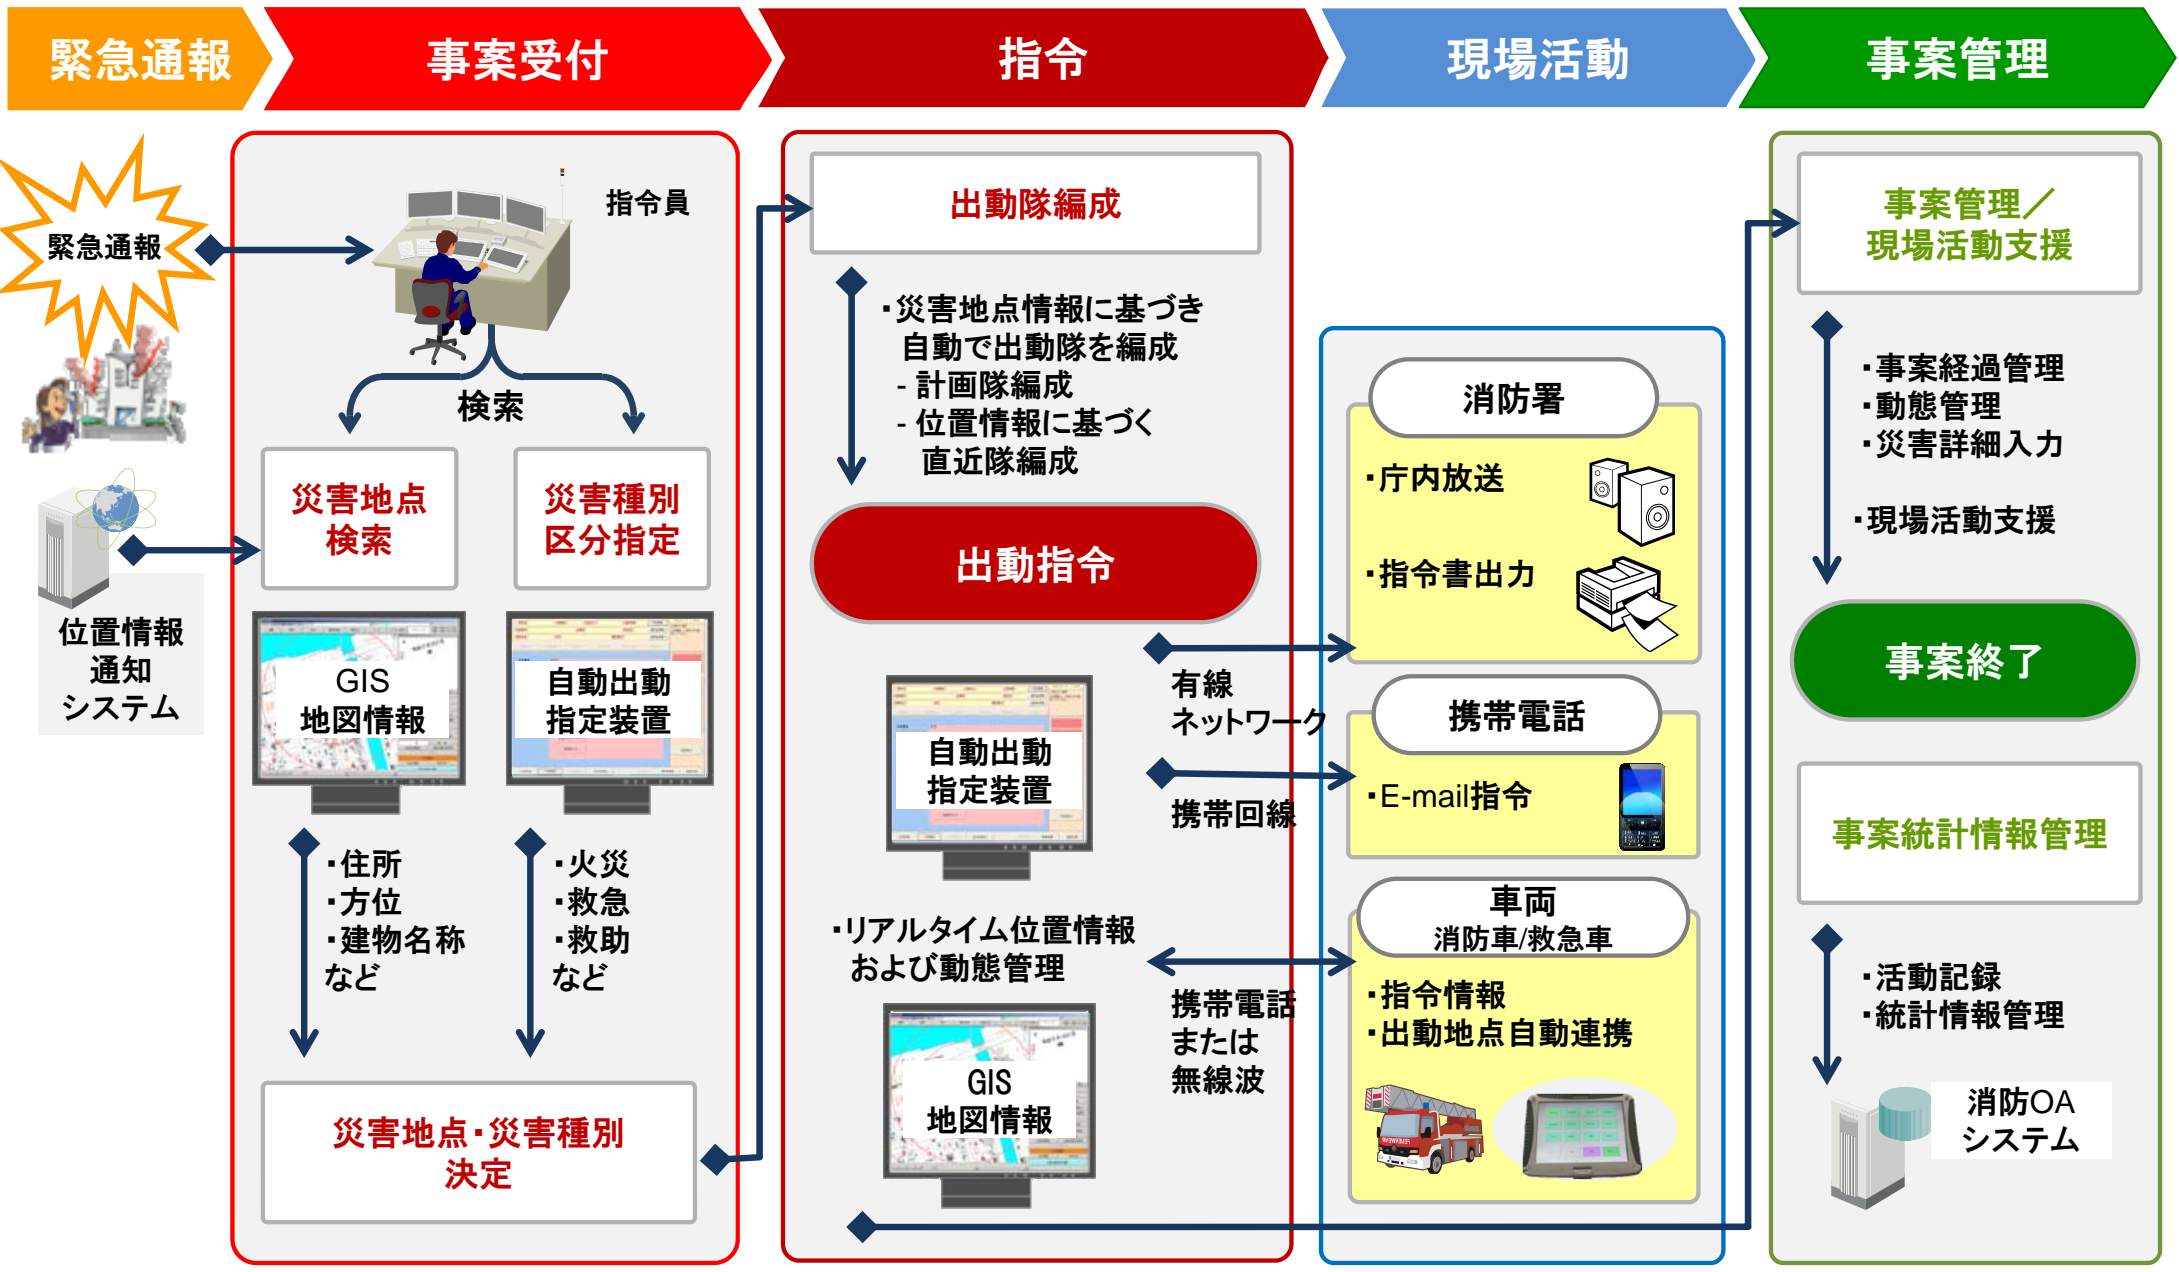 緊急通報
事案受付
指令
現場活動
事案管理
緊急通報
位置情報
通知
システム
指令員
検索
災害地点
検索
災害種別
区分指定
GIS
地図情報
自動出動
指定装置
・住所
・方位
・建物名称
など
・火災
・救急
・救助
など
災害地点・災害種別
決定
出動隊編成
・災害地点情報に基づき
自動で出動隊を編成
- 計画隊編成
- 位置情報に基づく
直近隊編成
出動指令
自動出動
指定装置
有線
ネットワーク
携帯回線
・リアルタイム位置情報
および動態管理
携帯電話
または
無線波
GIS
地図情報
消防署
・庁内放送
・指令書出力
携帯電話
・E-mail指令
車両
消防車/救急車
・指令情報
・出動地点自動連携
事案管理／
現場活動支援
・事案経過管理
・動態管理
・災害詳細入力
・現場活動支援
事案終了
事案統計情報管理
・活動記録
・統計情報管理
消防OA
システム